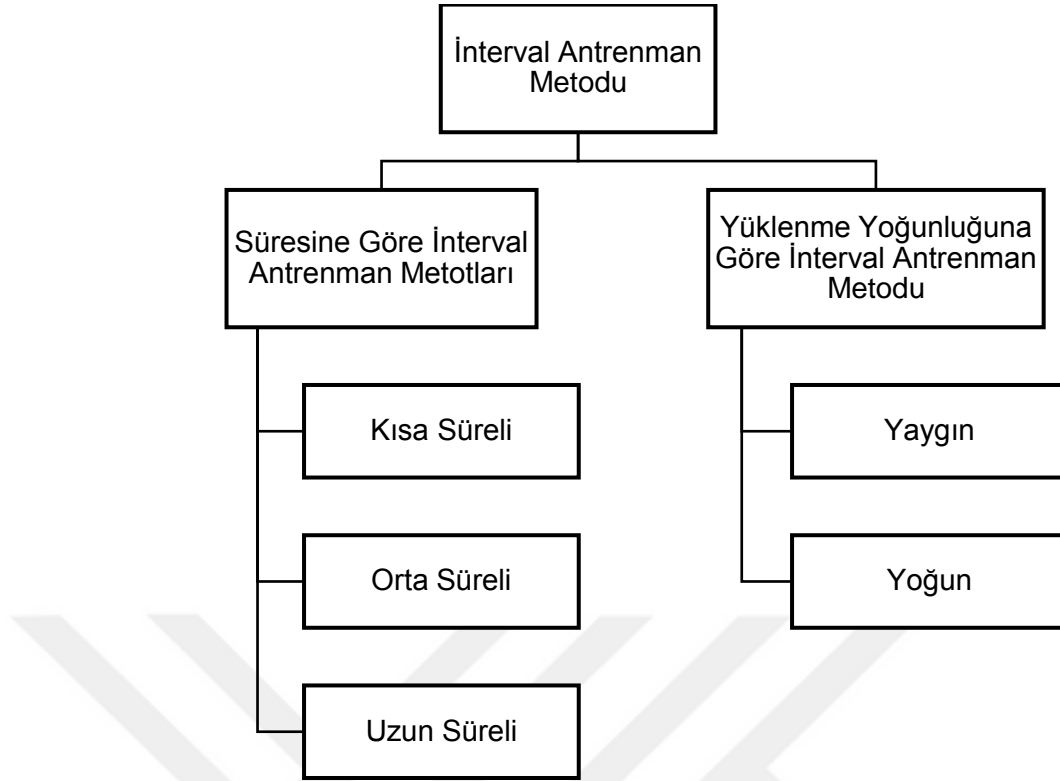 İnterval Antrenman
Metodu
Süresine Göre İnterval
Antrenman Metotları
Kısa Süreli
Orta Süreli
Uzun Süreli
Yüklenme Yoğunluğuna
Göre İnterval Antrenman
Metodu
Yaygın
Yoğun